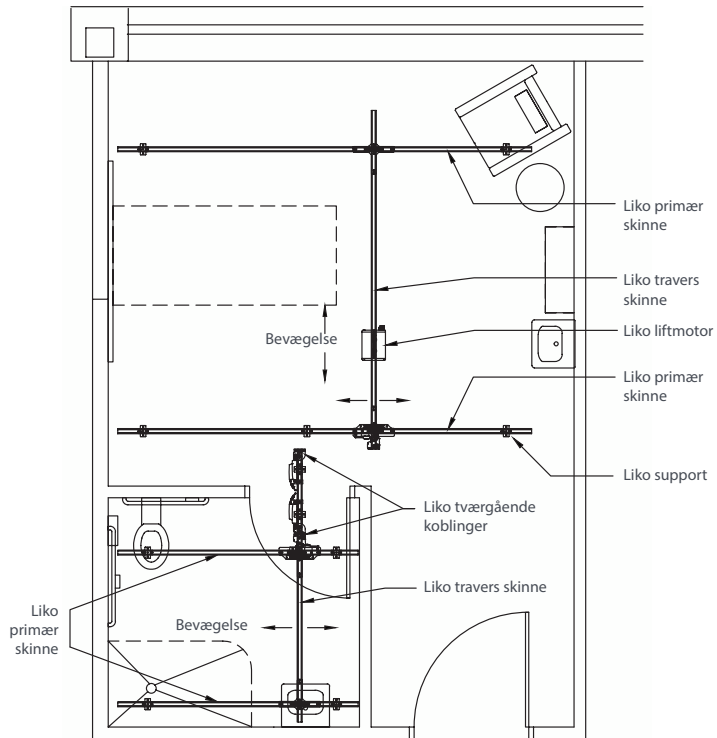 Liko primær
skinne
Liko travers
skinne
Bevægelse
Liko liftmotor
Liko primær
skinne
Liko support
Liko tværgående
koblinger
Liko travers skinne
Liko
primær
skinne
Bevægelse